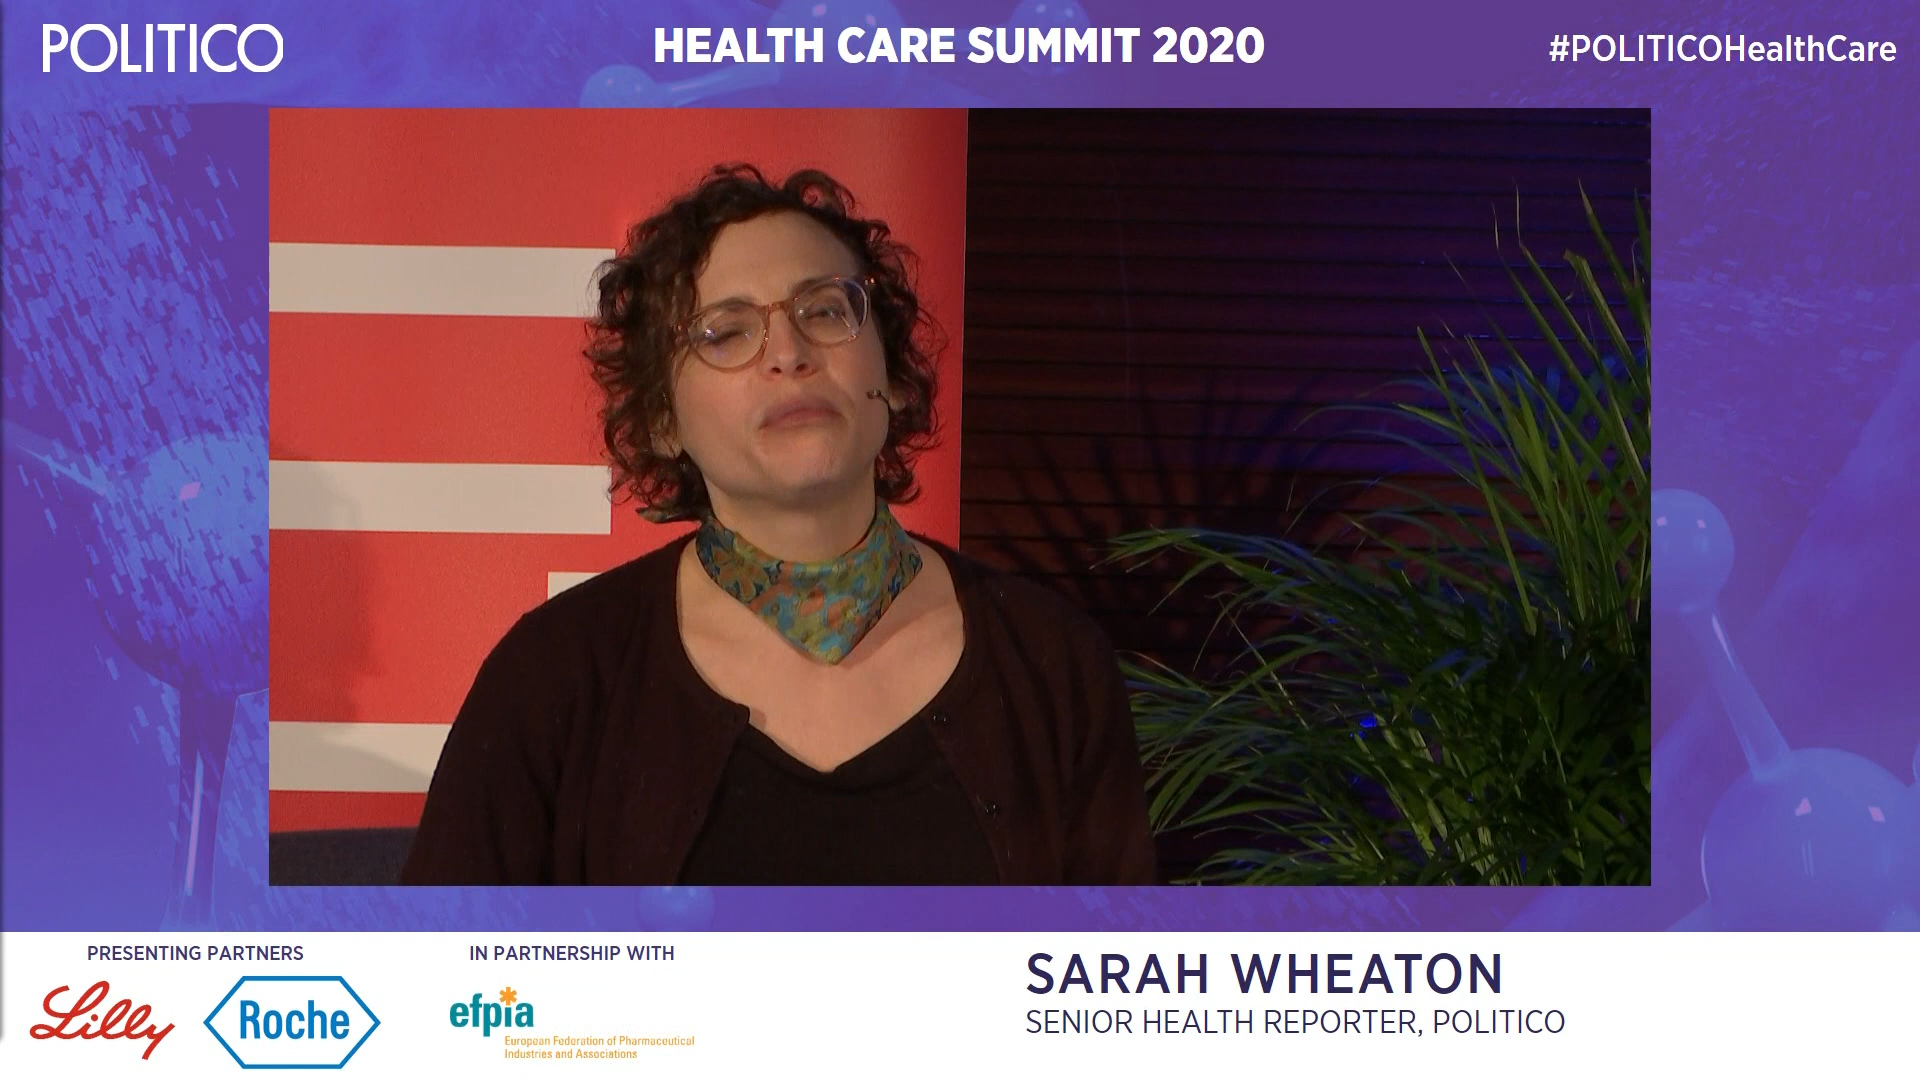 POLITICO
HEALTH CARE SUMMIT 2020
#POLITICOHealthCare
PRESENTING PARTNERS
IN PARTNERSHIP WITH
Lilly
Roche
efpia
European Federation of Pharmaceutical
Industries and Associations
SARAH WHEATON
SENIOR HEALTH REPORTER, POLITICO